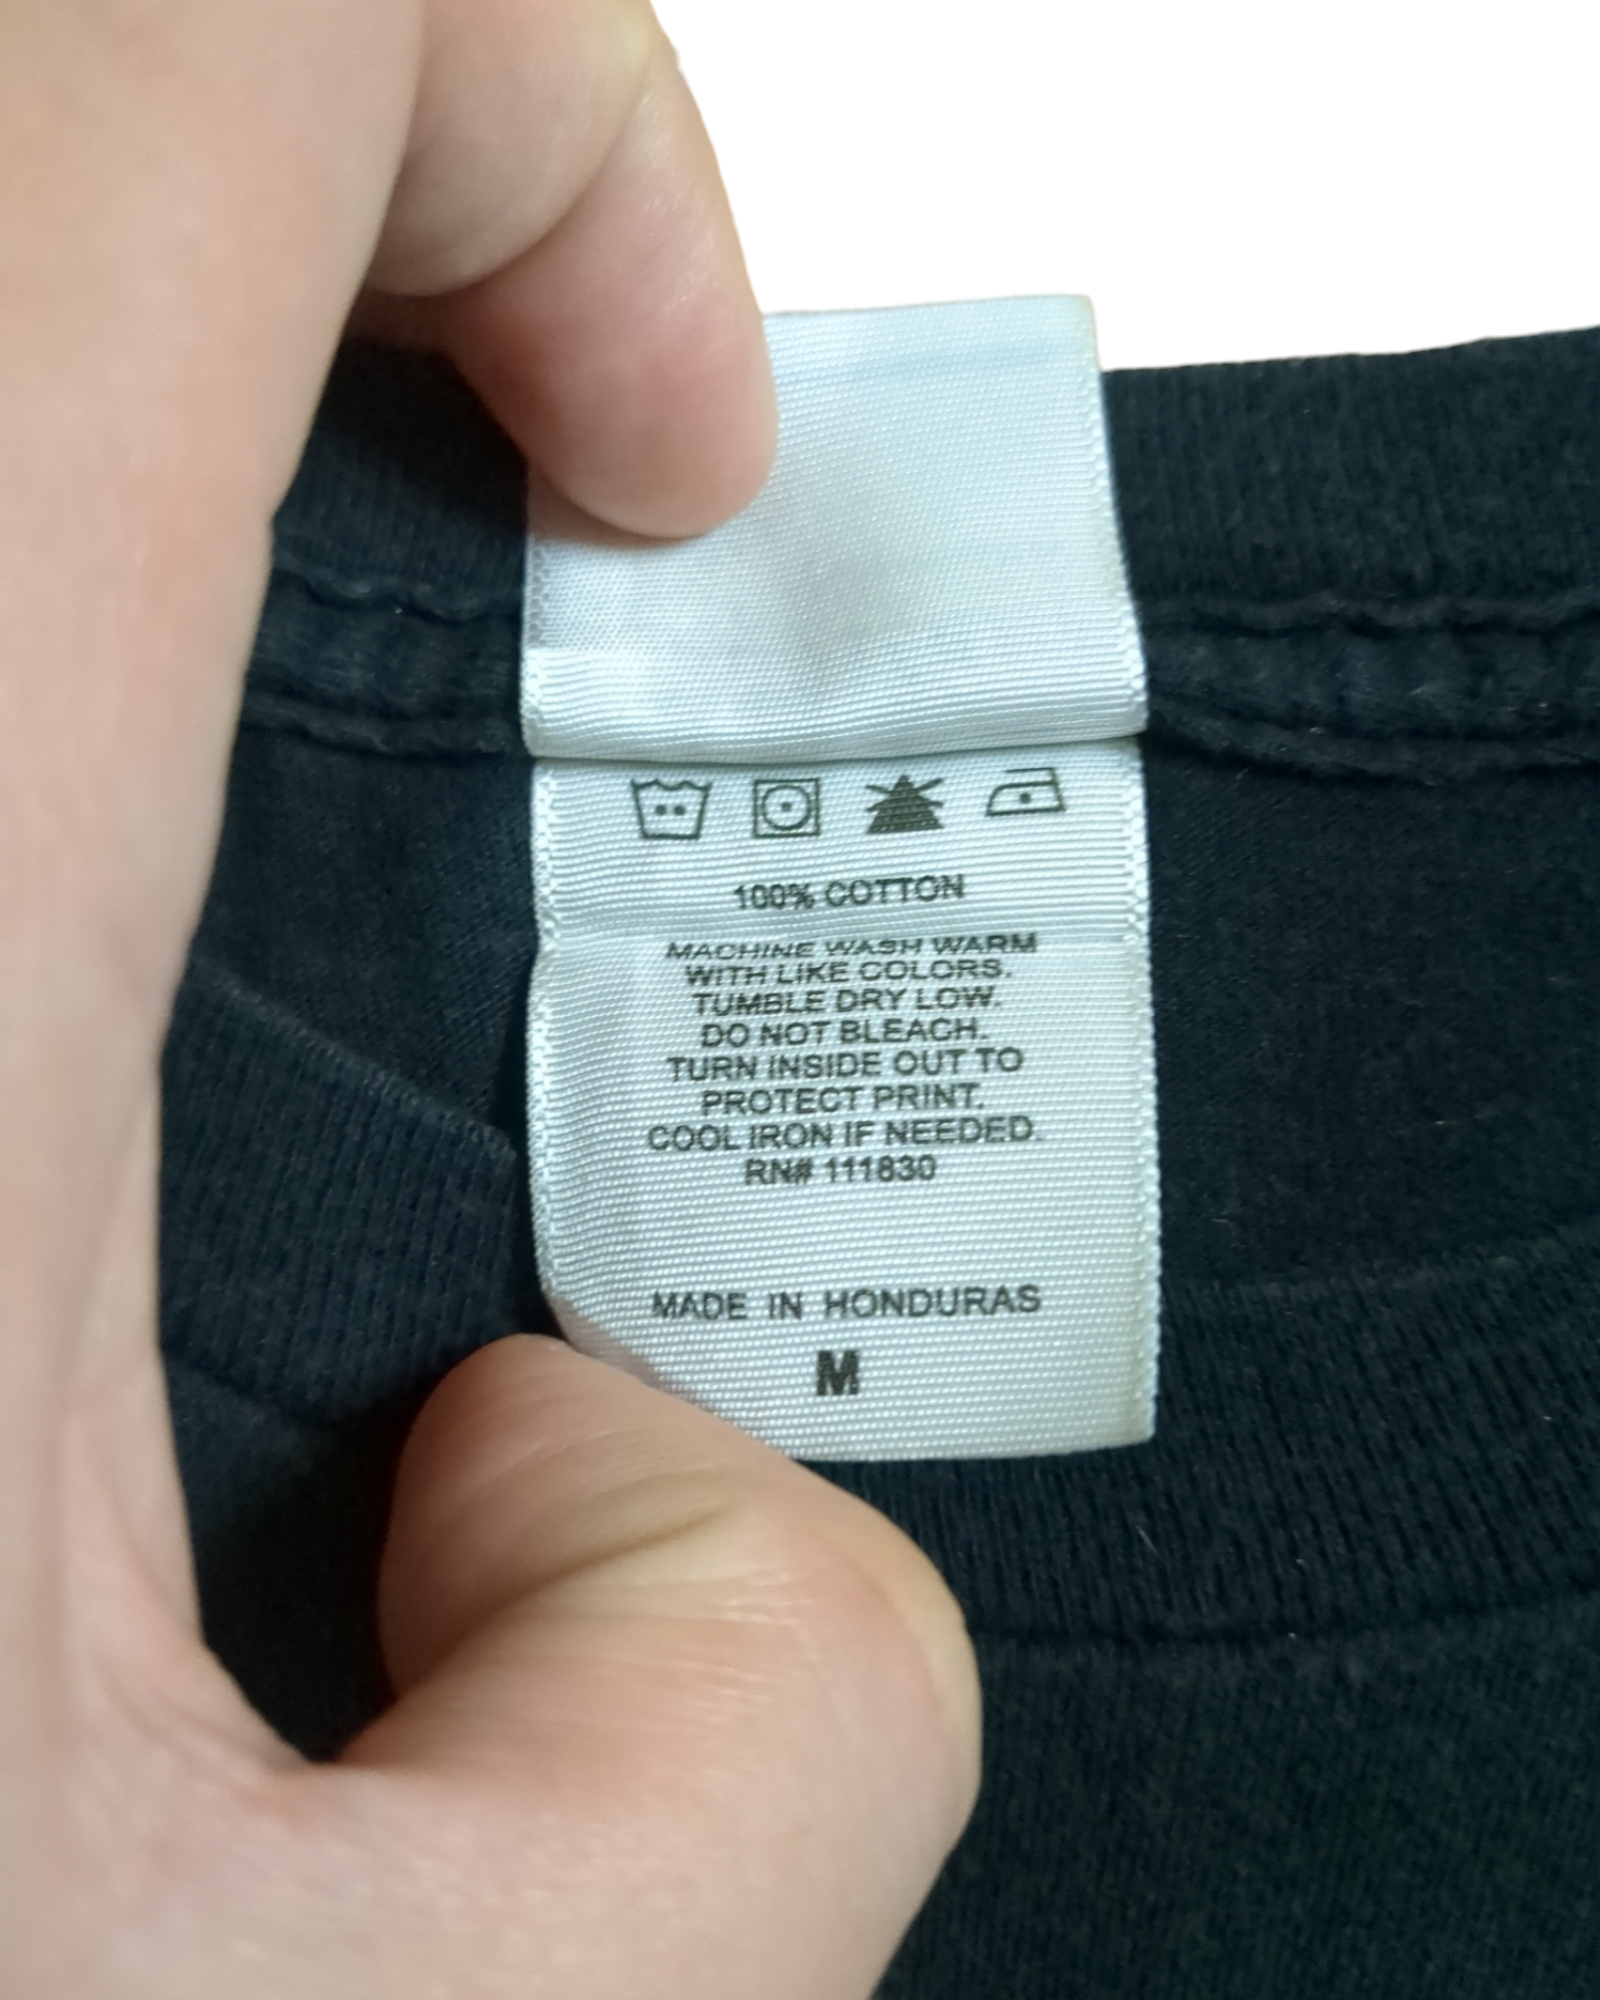 100% COTTON
MACHINE WASH WARM
WITH LIKE COLORS.
TUMBLE DRY LOW.
DO NOT BLEACH.
TURN INSIDE OUT TO
PROTECT PRINT.
COOL IRON IF NEEDED.
RN# 111830
MADE IN HONDURAS
M